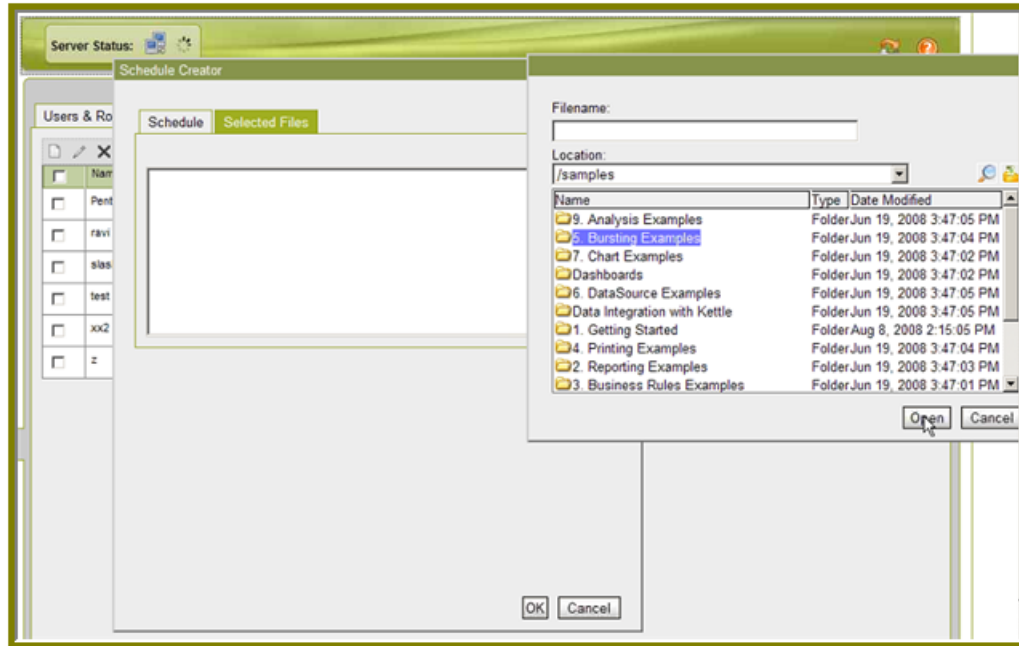 Server Status:
Schedule Creator
Users & Ro
Schedule Selected Files
Nam
Pent
ravi
slas
test
xx2
z
OK Cancel
Filename:
Location:
/samples
Name Type Date Modified
9. Analysis Examples Folder Jun 19, 2008 3:47:05 PM
5. Bursting Examples Folder Jun 19, 2008 3:47:04 PM
7. Chart Examples Folder Jun 19, 2008 3:47:02 PM
Dashboards Folder Jun 19, 2008 3:47:02 PM
6. DataSource Examples Folder Jun 19, 2008 3:47:05 PM
Data Integration with Kettle Folder Jun 19, 2008 3:47:05 PM
1. Getting Started Folder Aug 8, 2008 2:15:05 PM
4. Printing Examples Folder Jun 19, 2008 3:47:04 PM
2. Reporting Examples Folder Jun 19, 2008 3:47:03 PM
3. Business Rules Examples Folder Jun 19, 2008 3:47:01 PM
Open Cancel